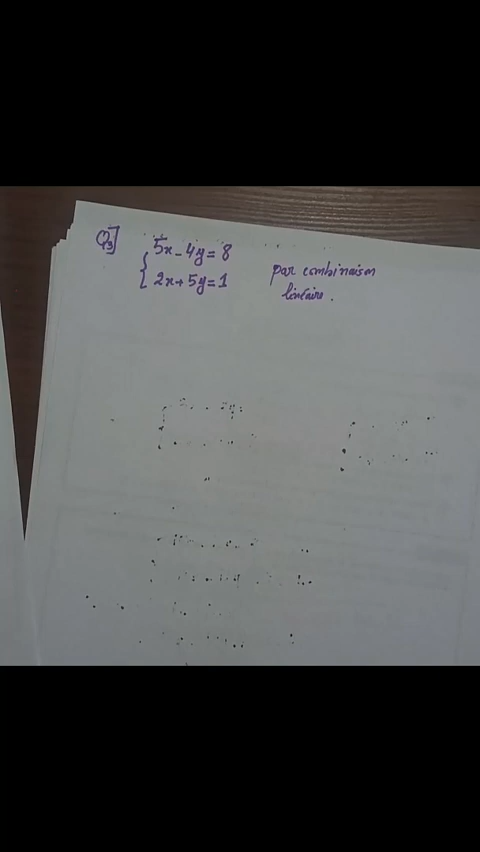 Q3]
5x - 4y = 8
2x + 5y = 1
par combinaison
linéaire.